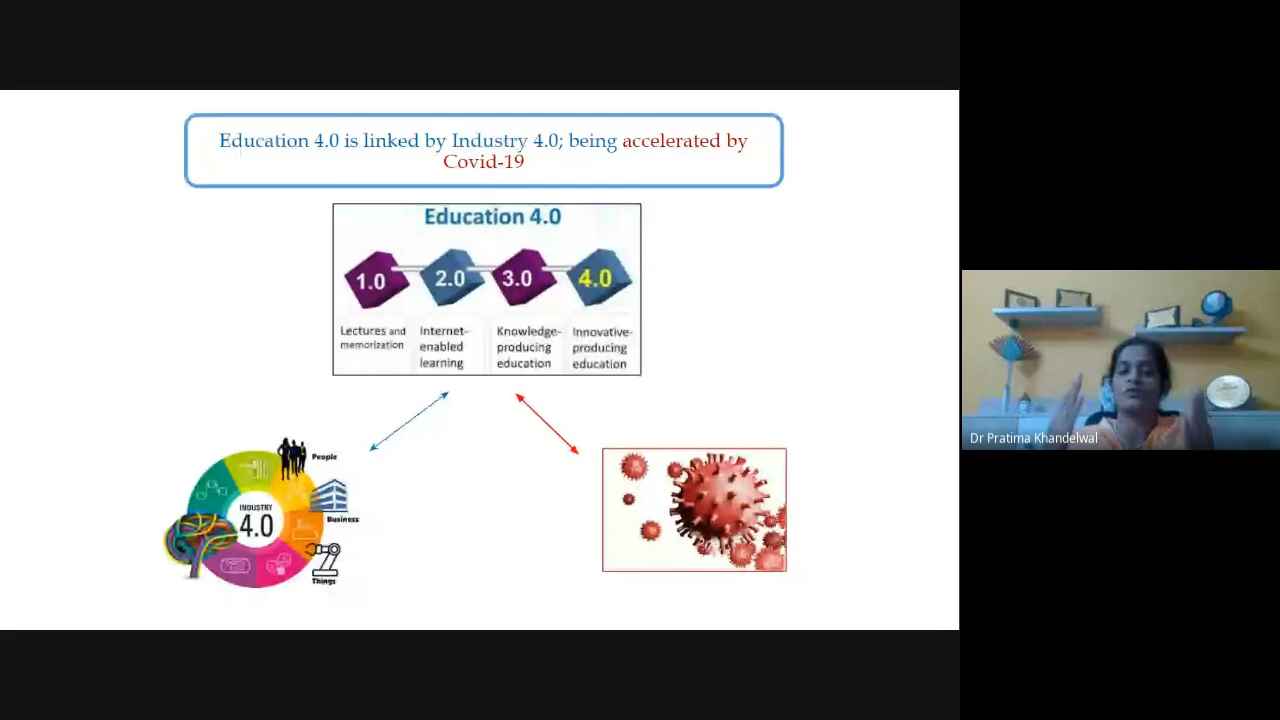 Education 4.0 is linked by Industry 4.0; being accelerated by
Covid-19
Education 4.0
1.0
2.0
3.0
4.0
Lectures and
memorization
Internet-
enabled
learning
Knowledge-
producing
education
Innovative-
producing
education
People
INDUSTRY
4.0
Business
Things
Dr Pratima Khandelwal